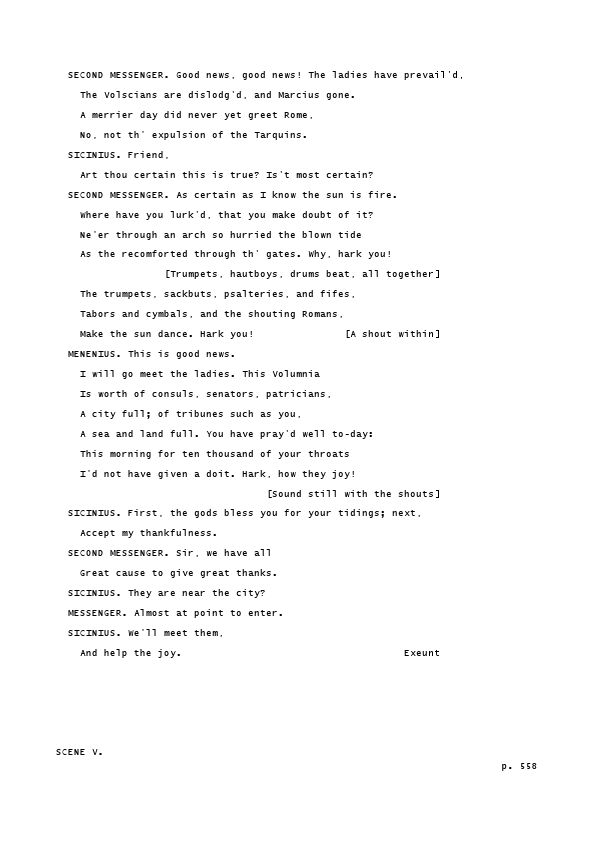 SECOND MESSENGER. Good news, good news! The ladies have prevail'd,
The Volscians are dislodg'd, and Marcius gone.
A merrier day did never yet greet Rome,
No, not th' expulsion of the Tarquins.
SICINIUS. Friend,
Art thou certain this is true? Is't most certain?
SECOND MESSENGER. As certain as I know the sun is fire.
Where have you lurk'd, that you make doubt of it?
Ne'er through an arch so hurried the blown tide
As the recomforted through th' gates. Why, hark you!
[Trumpets, hautboys, drums beat, all together]
The trumpets, sackbuts, psalteries, and fifes,
Tabors and cymbals, and the shouting Romans,
Make the sun dance. Hark you! [A shout within]
MENENIUS. This is good news.
I will go meet the ladies. This Volumnia
Is worth of consuls, senators, patricians,
A city full; of tribunes such as you,
A sea and land full. You have pray'd well to-day:
This morning for ten thousand of your throats
I'd not have given a doit. Hark, how they joy!
[Sound still with the shouts]
SICINIUS. First, the gods bless you for your tidings; next,
Accept my thankfulness.
SECOND MESSENGER. Sir, we have all
Great cause to give great thanks.
SICINIUS. They are near the city?
MESSENGER. Almost at point to enter.
SICINIUS. We'll meet them,
And help the joy. Exeunt
SCENE V.
p. 558